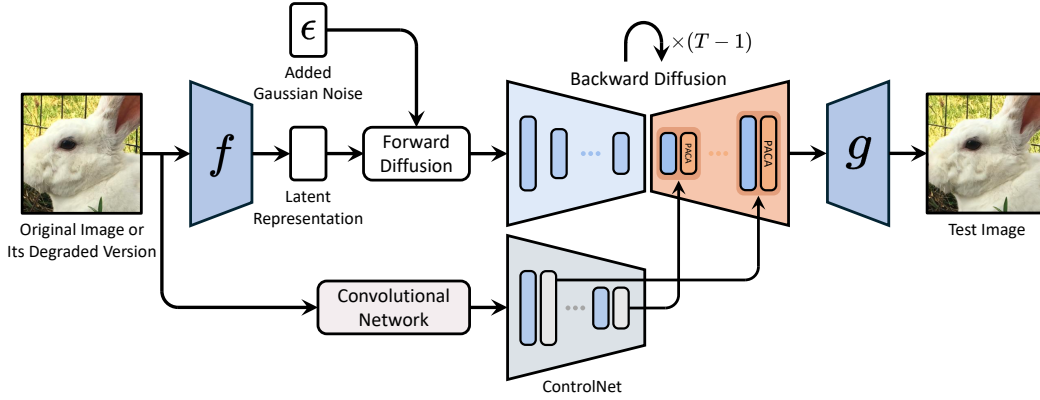 ϵ
×(T − 1)
Added
Gaussian Noise
Backward Diffusion
f
Forward
Diffusion
PACA
PACA
g
Latent
Representation
Original Image or
Its Degraded Version
Test Image
Convolutional
Network
ControlNet